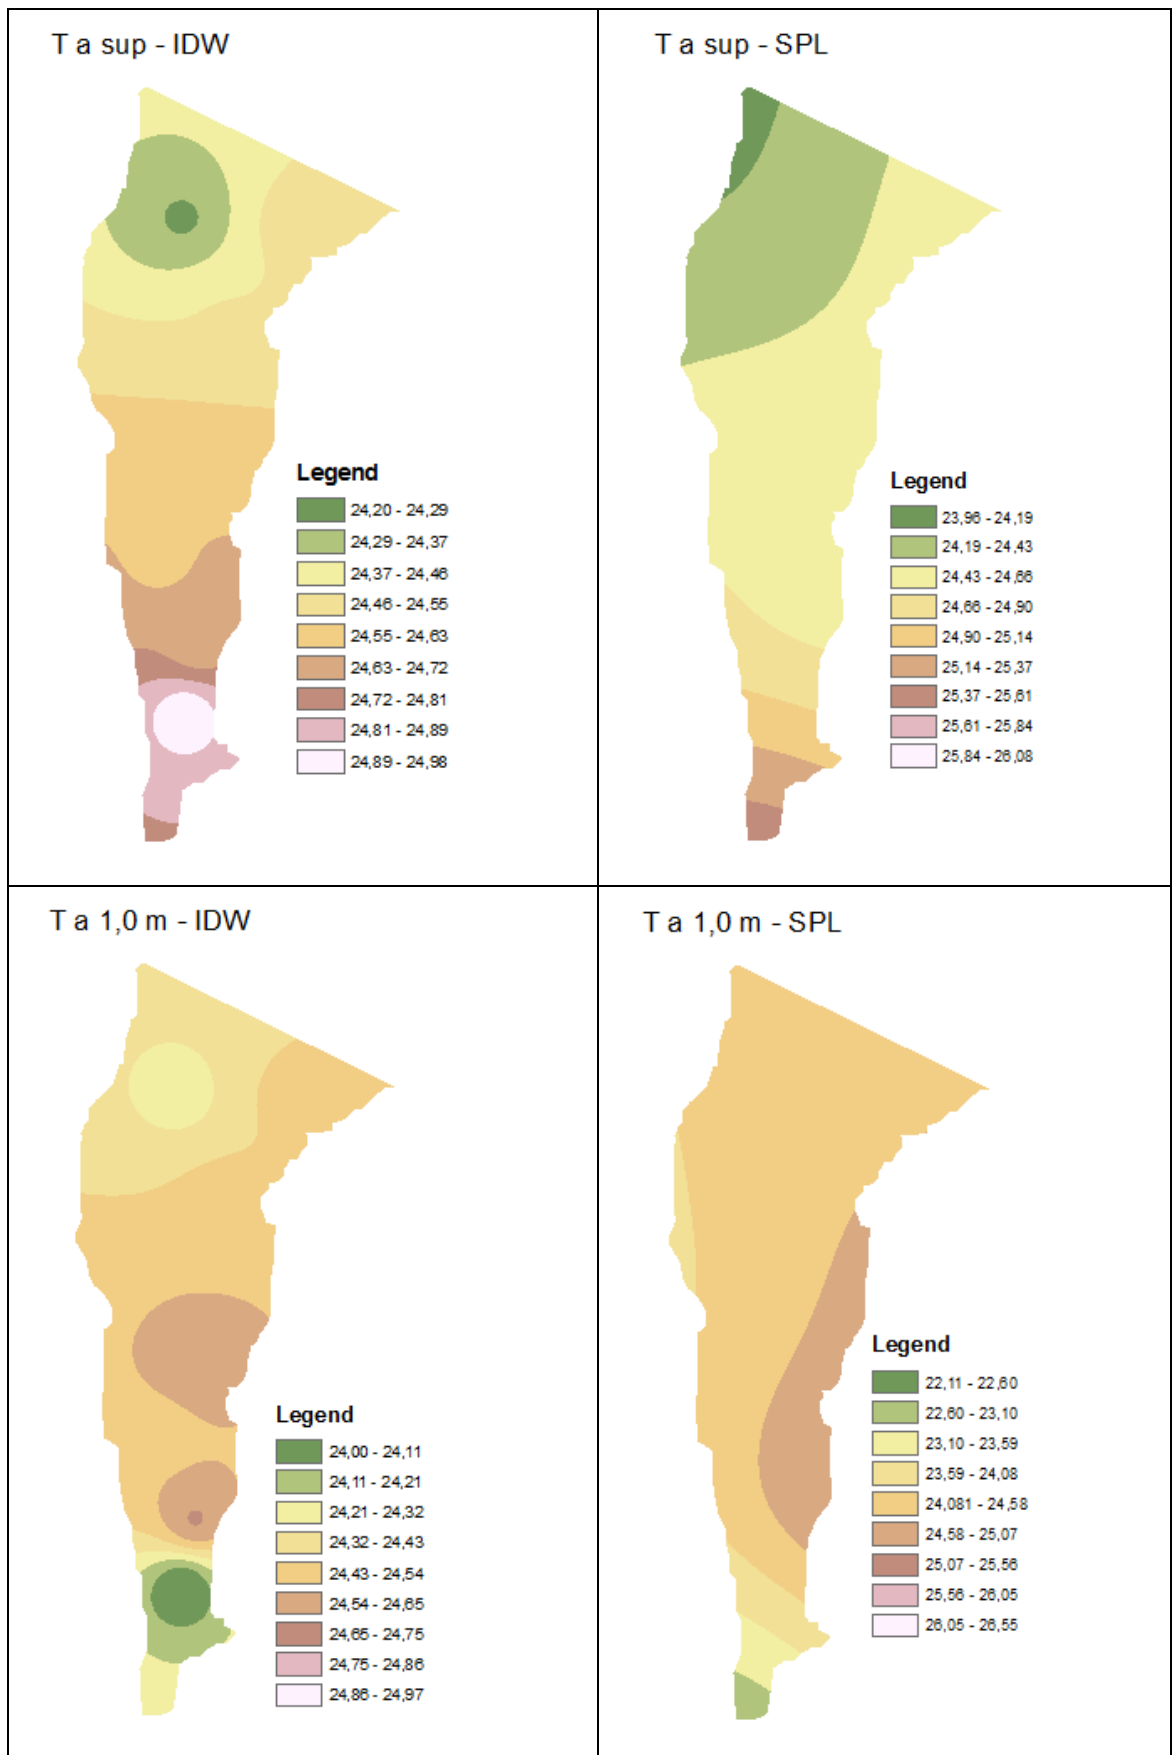 T a sup - IDW
Legend
24,20 - 24,29
24,29 - 24,37
24,37 - 24,46
24,46 - 24,55
24,55 - 24,63
24,63 - 24,72
24,72 - 24,81
24,81 - 24,89
24,89 - 24,98
T a sup - SPL
Legend
23,96 - 24,19
24,19 - 24,43
24,43 - 24,66
24,66 - 24,90
24,90 - 25,14
25,14 - 25,37
25,37 - 25,61
25,61 - 25,84
25,84 - 26,08
T a 1,0 m - IDW
Legend
24,00 - 24,11
24,11 - 24,21
24,21 - 24,32
24,32 - 24,43
24,43 - 24,54
24,54 - 24,65
24,65 - 24,75
24,75 - 24,86
24,86 - 24,97
T a 1,0 m - SPL
Legend
22,11 - 22,60
22,60 - 23,10
23,10 - 23,59
23,59 - 24,08
24,081 - 24,58
24,58 - 25,07
25,07 - 25,56
25,56 - 26,05
26,05 - 26,55